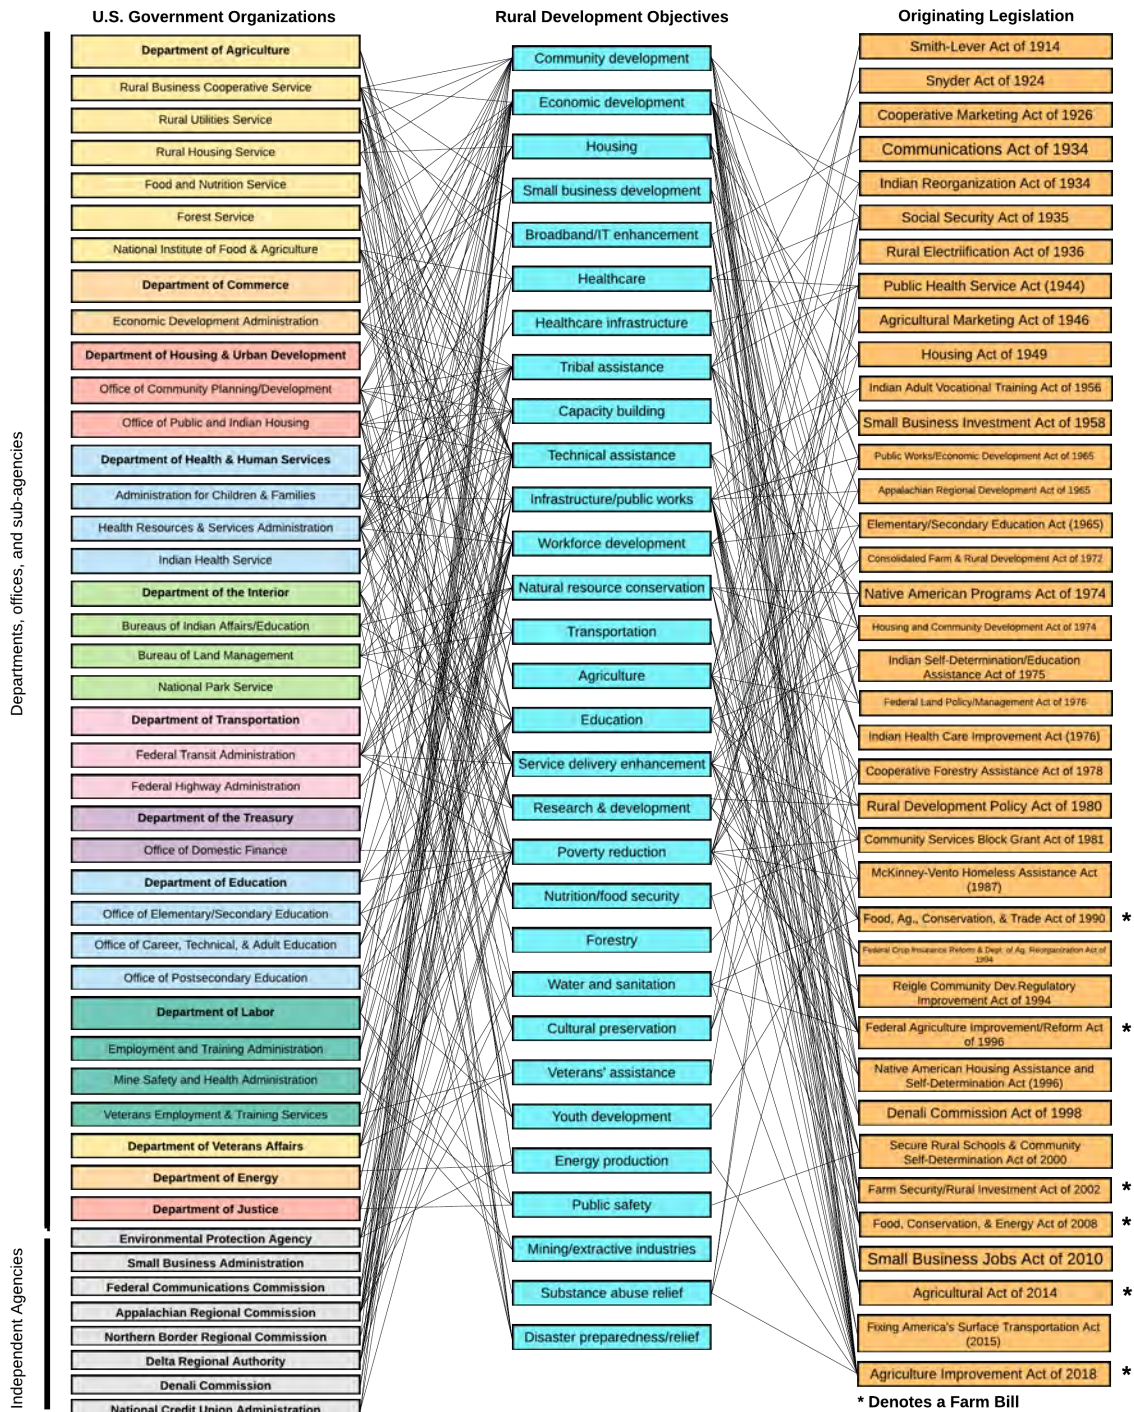 U.S. Government Organizations
Rural Development Objectives
Originating Legislation
Departments, offices, and sub-agencies
Department of Agriculture
Rural Business Cooperative Service
Rural Utilities Service
Rural Housing Service
Food and Nutrition Service
Forest Service
National Institute of Food & Agriculture
Department of Commerce
Economic Development Administration
Department of Housing & Urban Development
Office of Community Planning/Development
Office of Public and Indian Housing
Department of Health & Human Services
Administration for Children & Families
Health Resources & Services Administration
Indian Health Service
Department of the Interior
Bureaus of Indian Affairs/Education
Bureau of Land Management
National Park Service
Department of Transportation
Federal Transit Administration
Federal Highway Administration
Department of the Treasury
Office of Domestic Finance
Department of Education
Office of Elementary/Secondary Education
Office of Career, Technical, & Adult Education
Office of Postsecondary Education
Department of Labor
Employment and Training Administration
Mine Safety and Health Administration
Veterans Employment & Training Services
Department of Veterans Affairs
Department of Energy
Department of Justice
Independent Agencies
Environmental Protection Agency
Small Business Administration
Federal Communications Commission
Appalachian Regional Commission
Northern Border Regional Commission
Delta Regional Authority
Denali Commission
National Credit Union Administration
Community development
Economic development
Housing
Small business development
Broadband/IT enhancement
Healthcare
Healthcare infrastructure
Tribal assistance
Capacity building
Technical assistance
Infrastructure/public works
Workforce development
Natural resource conservation
Transportation
Agriculture
Education
Service delivery enhancement
Research & development
Poverty reduction
Nutrition/food security
Forestry
Water and sanitation
Cultural preservation
Veterans' assistance
Youth development
Energy production
Public safety
Mining/extractive industries
Substance abuse relief
Disaster preparedness/relief
Smith-Lever Act of 1914
Snyder Act of 1924
Cooperative Marketing Act of 1926
Communications Act of 1934
Indian Reorganization Act of 1934
Social Security Act of 1935
Rural Electriification Act of 1936
Public Health Service Act (1944)
Agricultural Marketing Act of 1946
Housing Act of 1949
Indian Adult Vocational Training Act of 1956
Small Business Investment Act of 1958
Public Works/Economic Development Act of 1965
Appalachian Regional Development Act of 1965
Elementary/Secondary Education Act (1965)
Consolidated Farm & Rural Development Act of 1972
Native American Programs Act of 1974
Housing and Community Development Act of 1974
Indian Self-Determination/Education
Assistance Act of 1975
Federal Land Policy/Management Act of 1976
Indian Health Care Improvement Act (1976)
Cooperative Forestry Assistance Act of 1978
Rural Development Policy Act of 1980
Community Services Block Grant Act of 1981
McKinney-Vento Homeless Assistance Act
(1987)
Food, Ag., Conservation, & Trade Act of 1990 *
Federal Crop Insurance Reform & Dept. of Ag. Reorganization Act of
1994
Reigle Community Dev.Regulatory
Improvement Act of 1994
Federal Agriculture Improvement/Reform Act *
of 1996
Native American Housing Assistance and
Self-Determination Act (1996)
Denali Commission Act of 1998
Secure Rural Schools & Community
Self-Determination Act of 2000
Farm Security/Rural Investment Act of 2002 *
Food, Conservation, & Energy Act of 2008 *
Small Business Jobs Act of 2010
Agricultural Act of 2014 *
Fixing America's Surface Transportation Act
(2015)
Agriculture Improvement Act of 2018 *
* Denotes a Farm Bill